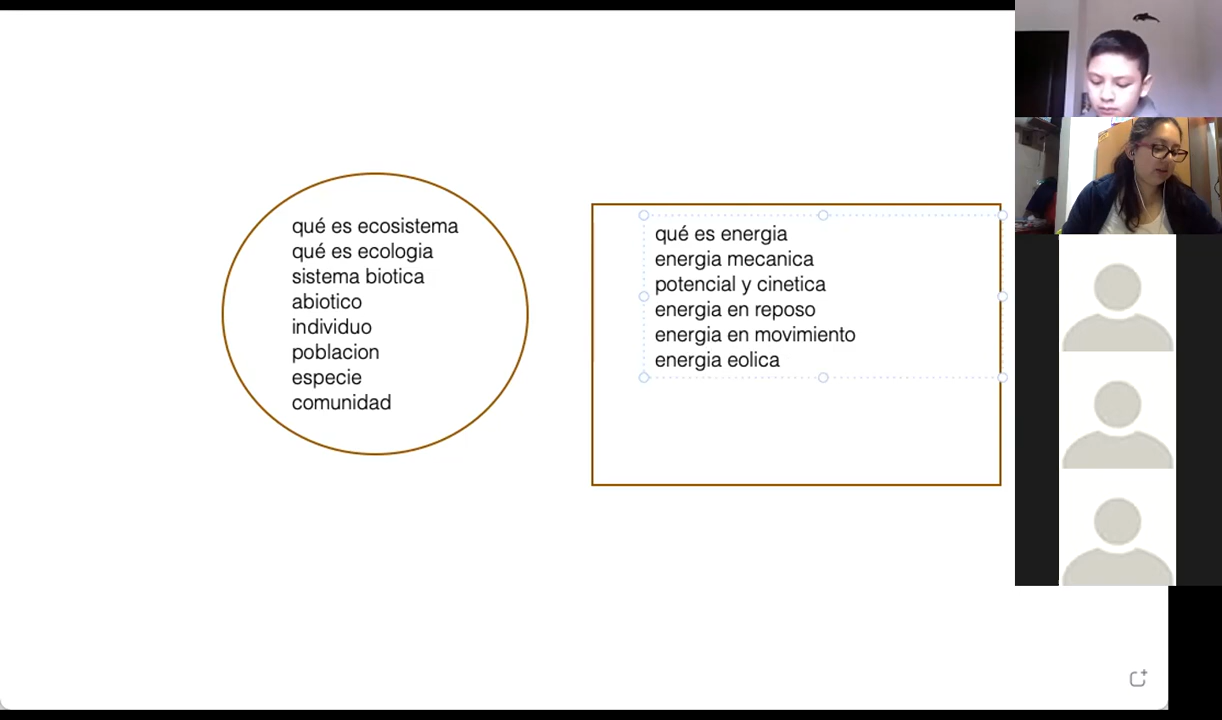 qué es ecosistema
qué es ecologia
sistema biotica
abiotico
individuo
poblacion
especie
comunidad
qué es energia
energia mecanica
potencial y cinetica
energia en reposo
energia en movimiento
energia eolica